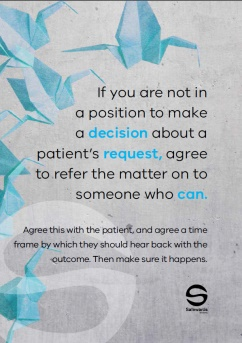 If you are not in
a position to make
a decision about a
patient's request, agree
to refer the matter on to
someone who can.
Agree this with the patient, and agree a time
frame by which they should hear back with the
outcome. Then make sure it happens.
S